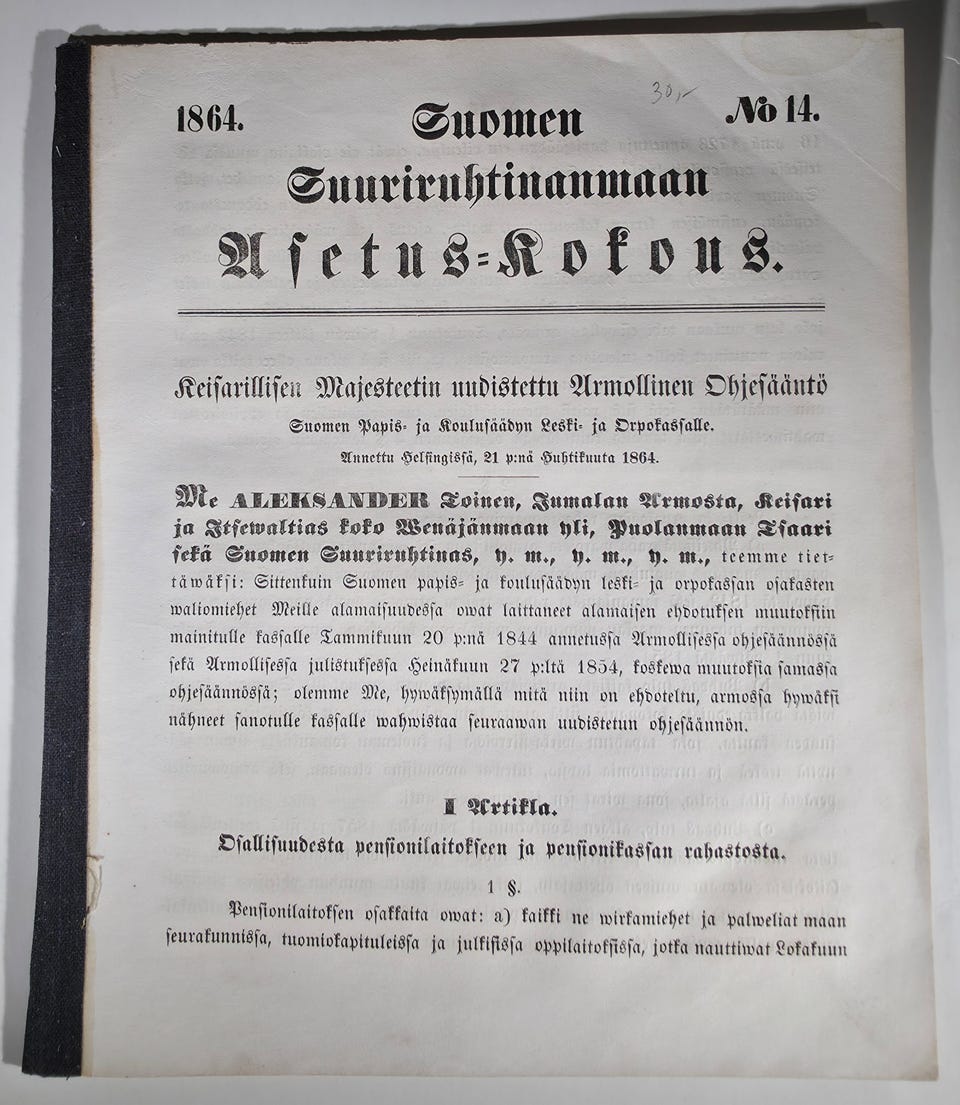 30,-
1864. Suomen No 14.
Suuriruhtinanmaan
Asetus=Kokous.
Keisarillisen Majesteetin uudistettu Armollinen Ohjesääntö
Suomen Papis= ja Koulusäädyn Leski= ja Orpokassalle.
Annettu Helsingissä, 21 p:nä Huhtikuuta 1864.
Me ALEKSANDER Toinen, Jumalan Armosta, Keisari
ja Itsewaltias koko Wenäjänmaan yli, Puolanmaan Tsaari
sekä Suomen Suuriruhtinas, y. m., y. m., y. m., teemme tiet=
täwäksi: Sittenkuin Suomen papis= ja koulusäädyn leski= ja orpokassan osakasten
waliomiehet Meille alamaisuudessa owat laittaneet alamaisen ehdotuksen muutoksiin
mainitulle kassalle Tammikuun 20 p:nä 1844 annetussa Armollisessa ohjesäännössä
sekä Armollisessa julistuksessa Heinäkuun 27 p:ltä 1854, koskewa muutoksia samassa
ohjesäännössä; olemme Me, hywäksymällä mitä niin on ehdoteltu, armossa hywäksi
nähneet sanotulle kassalle wahwistaa seuraawan uudistetun ohjesäännön.
I Artikla.
Osallisuudesta pensionilaitokseen ja pensionikassan rahastosta.
1 §.
Pensionilaitoksen osakkaita owat: a) kaikki ne wirkamiehet ja palweliat maan
seurakunnissa, tuomiokapituleissa ja julkisissa oppilaitoksissa, jotka nauttiwat Lokakuun